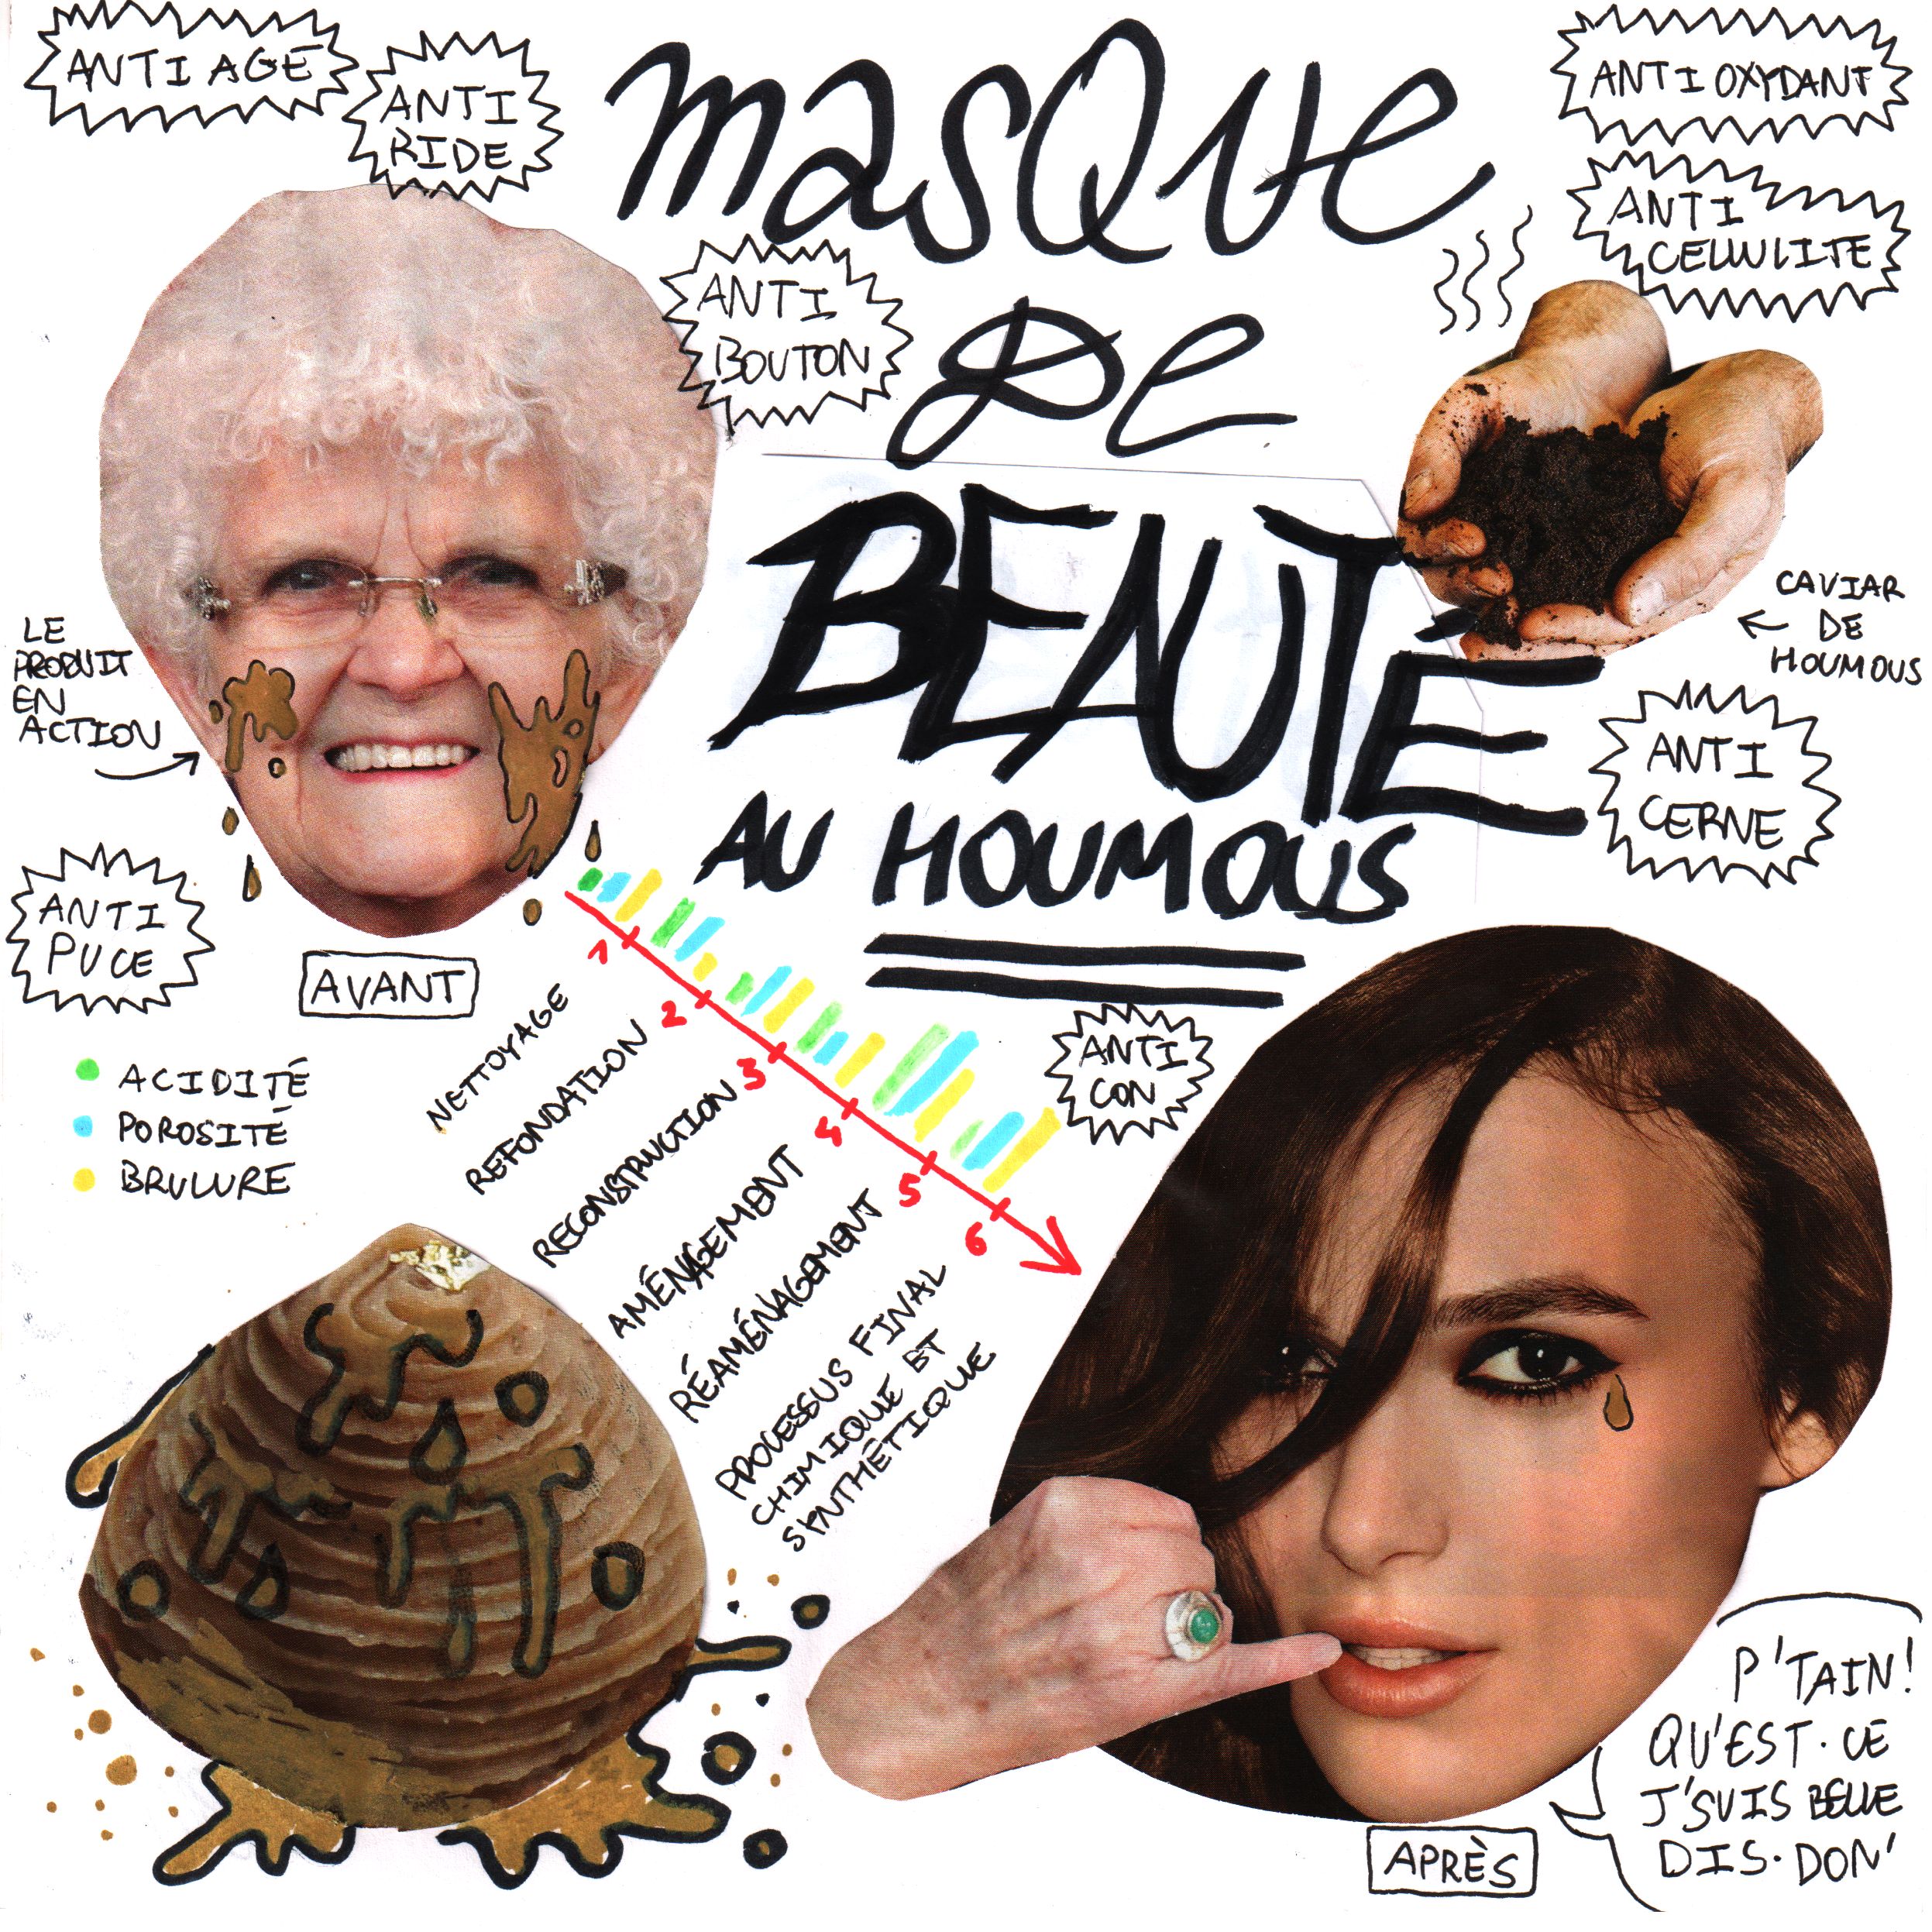 ANTI AGE
ANTI
RIDE
MASQUE
DE
BEAUTÉ
AU HOUMOUS
ANTI
BOUTON
ANTI OXYDANT
ANTI
CELLULITE
CAVIAR
DE
HOUMOUS
ANTI
CERNE
LE
PRODUIT
EN
ACTION
ANTI
PUCE
AVANT
ACIDITÉ
POROSITÉ
BRULURE
1
2
3
4
5
6
NETTOYAGE
REFONDATION
RECONSTRUCTION
AMÉNAGEMENT
RÉAMÉNAGEMENT
PROCESSUS FINAL
CHIMIQUE ET
SYNTHÉTIQUE
ANTI
CON
P'TAIN!
QU'EST-CE
J'SUIS BELLE
DIS-DON'
APRÈS